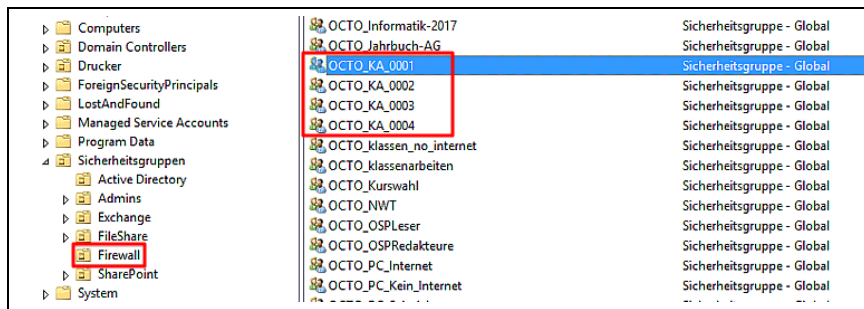 Computers
Domain Controllers
Drucker
ForeignSecurityPrincipals
LostAndFound
Managed Service Accounts
Program Data
Sicherheitsgruppen
Active Directory
Admins
Exchange
FileShare
Firewall
SharePoint
System
OCTO_Informatik-2017 Sicherheitsgruppe - Global
OCTO_Jahrbuch-AG Sicherheitsgruppe - Global
OCTO_KA_0001 Sicherheitsgruppe - Global
OCTO_KA_0002 Sicherheitsgruppe - Global
OCTO_KA_0003 Sicherheitsgruppe - Global
OCTO_KA_0004 Sicherheitsgruppe - Global
OCTO_klassen_no_internet Sicherheitsgruppe - Global
OCTO_klassenarbeiten Sicherheitsgruppe - Global
OCTO_Kurswahl Sicherheitsgruppe - Global
OCTO_NWT Sicherheitsgruppe - Global
OCTO_OSPLeser Sicherheitsgruppe - Global
OCTO_OSPRedakteure Sicherheitsgruppe - Global
OCTO_PC_Internet Sicherheitsgruppe - Global
OCTO_PC_Kein_Internet Sicherheitsgruppe - Global